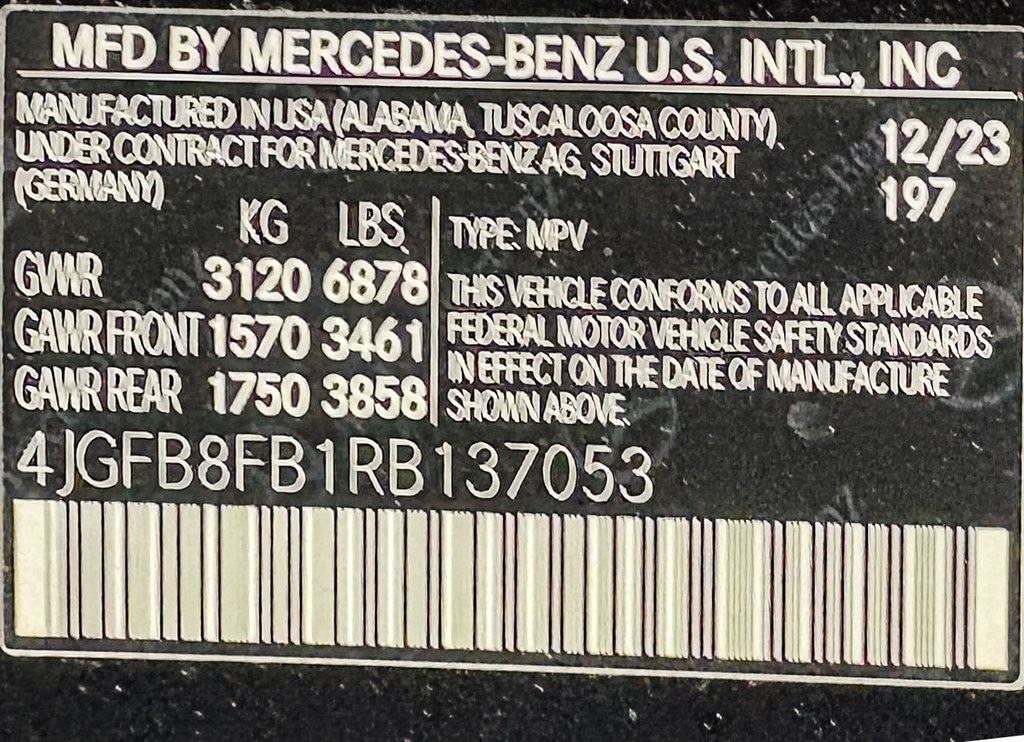 MFD BY MERCEDES-BENZ U.S. INTL., INC
MANUFACTURED IN USA (ALABAMA, TUSCALOOSA COUNTY)
UNDER CONTRACT FOR MERCEDES-BENZ AG, STUTTGART
(GERMANY)
12/23
197
KG LBS
GVWR 3120 6878
GAWR FRONT 1570 3461
GAWR REAR 1750 3858
TYPE: MPV
THIS VEHICLE CONFORMS TO ALL APPLICABLE
FEDERAL MOTOR VEHICLE SAFETY STANDARDS
IN EFFECT ON THE DATE OF MANUFACTURE
SHOWN ABOVE.
4JGFB8FB1RB137053